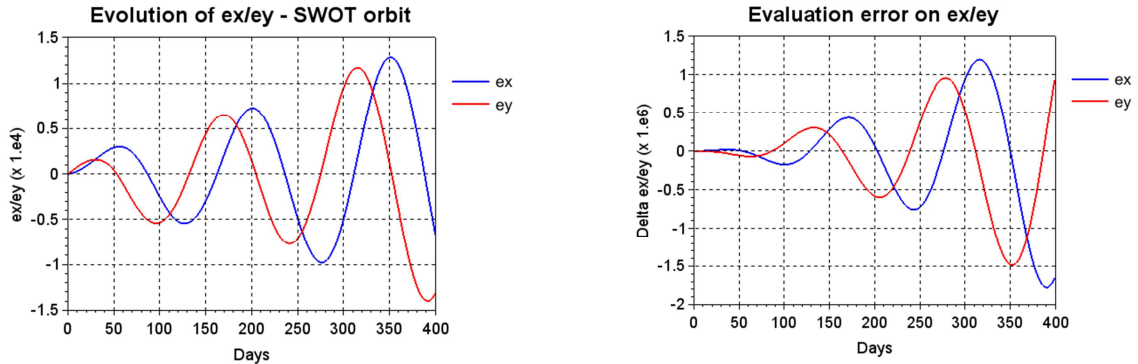 Evolution of ex/ey - SWOT orbit
1.5
1
0.5
0
-0.5
-1
-1.5
ex/ey (x 1.e4)
0 50 100 150 200 250 300 350 400
Days
ex
ey
Evaluation error on ex/ey
1.5
1
0.5
0
-0.5
-1
-1.5
-2
Delta ex/ey (x 1.e6)
0 50 100 150 200 250 300 350 400
Days
ex
ey